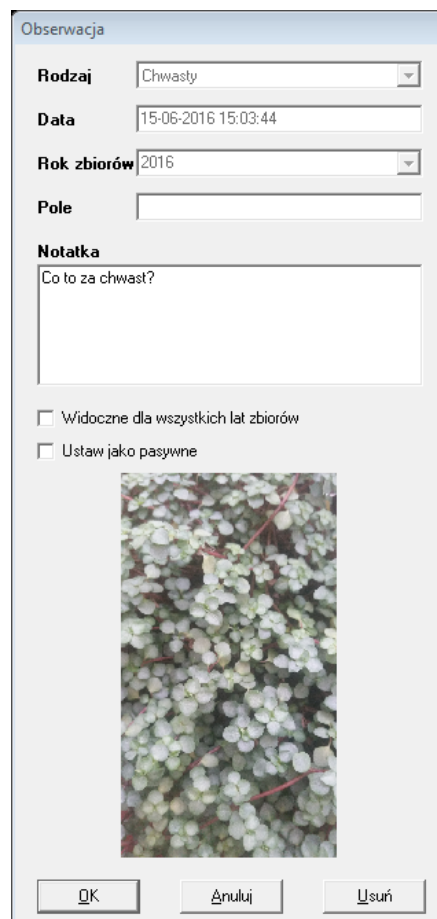 Obserwacja
Rodzaj Chwasty
Data 15-06-2016 15:03:44
Rok zbiorów 2016
Pole
Notatka
Co to za chwast?
Widoczne dla wszystkich lat zbiorów
Ustaw jako pasywne
OK Anuluj Usuń